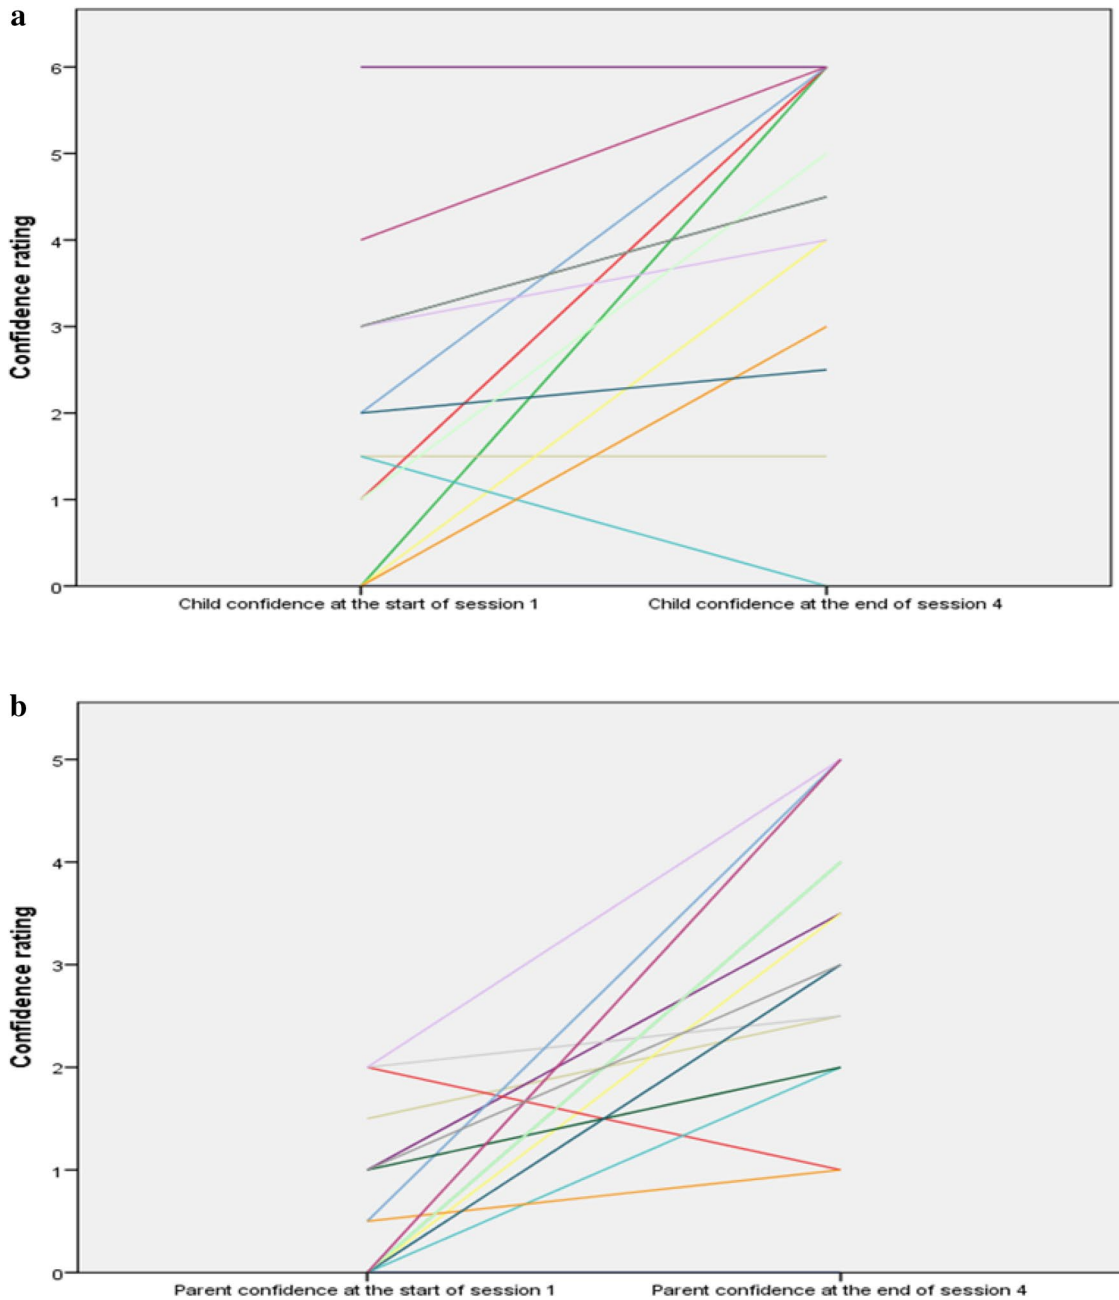 a
Confidence rating
6
5
4
3
2
1
0
Child confidence at the start of session 1
Child confidence at the end of session 4
b
Confidence rating
5
4
3
2
1
0
Parent confidence at the start of session 1
Parent confidence at the end of session 4